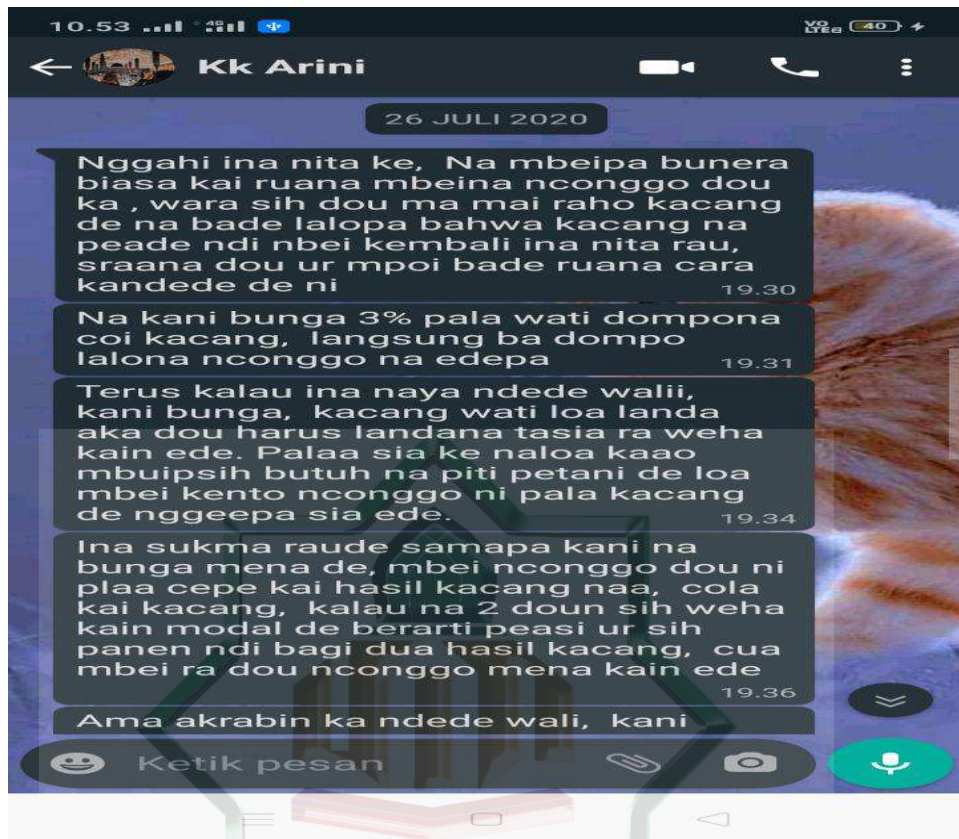 10.53 4G VO LTE2 40
Kk Arini
26 JULI 2020
Nggahi ina nita ke, Na mbeipa bunera
biasa kai ruana mbeina nconggo dou
ka , wara sih dou ma mai raho kacang
de na bade lalopa bahwa kacang na
peade ndi nbei kembali ina nita rau,
sraana dou ur mpoi bade ruana cara
kandede de ni
19.30
Na kani bunga 3% pala wati dompona
coi kacang, langsung ba dompo
lalona nconggo na edepa
19.31
Terus kalau ina naya ndede walii,
kani bunga, kacang wati loa landa
aka dou harus landana tasia ra weha
kain ede. Palaa sia ke naloa kaao
mbuipsih butuh na piti petani de loa
mbei kento nconggo ni pala kacang
de nggeepa sia ede.
19.34
Ina sukma raude samapa kani na
bunga mena de, mbei nconggo dou ni
plaa cepe kai hasil kacang naa, cola
kai kacang, kalau na 2 doun sih weha
kain modal de berarti peasi ur sih
panen ndi bagi dua hasil kacang, cua
mbei ra dou nconggo mena kain ede
19.36
Ama akrabin ka ndede wali, kani
Ketik pesan